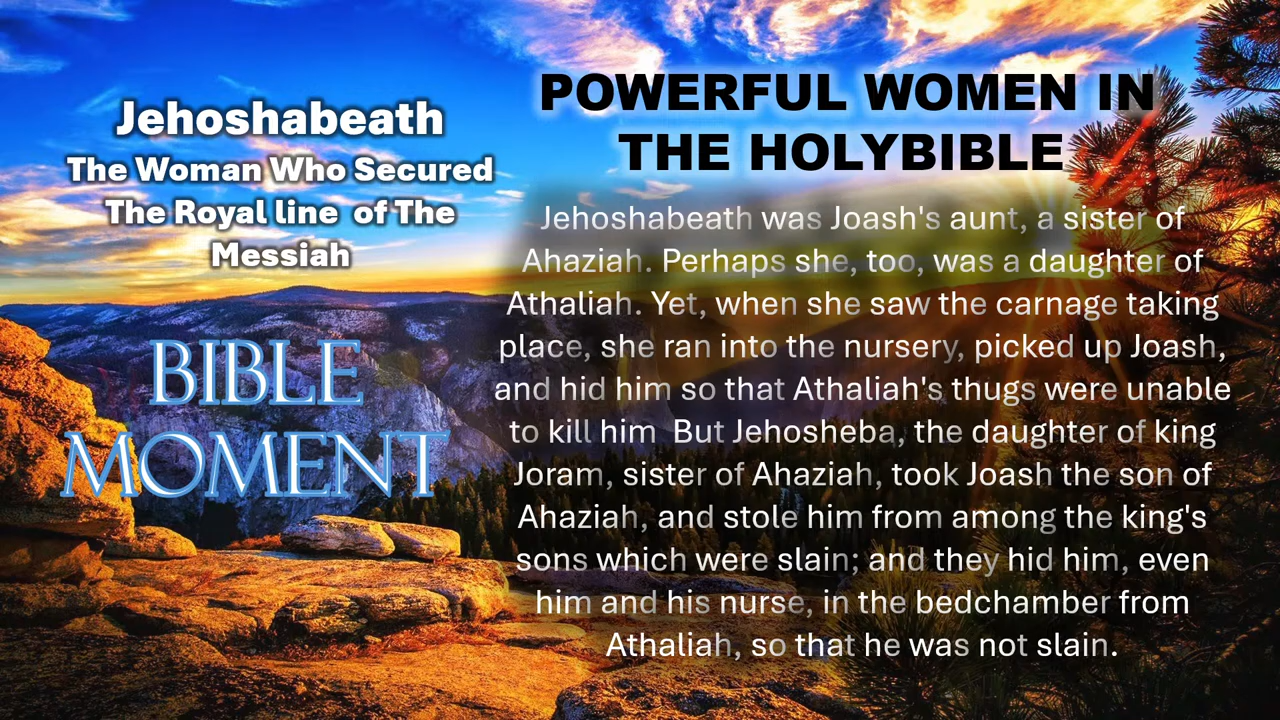 Jehoshabeath
The Woman Who Secured
The Royal line of The
Messiah
BIBLE
MOMENT
POWERFUL WOMEN IN
THE HOLYBIBLE
Jehoshabeath was Joash's aunt, a sister of
Ahaziah. Perhaps she, too, was a daughter of
Athaliah. Yet, when she saw the carnage taking
place, she ran into the nursery, picked up Joash,
and hid him so that Athaliah's thugs were unable
to kill him But Jehosheba, the daughter of king
Joram, sister of Ahaziah, took Joash the son of
Ahaziah, and stole him from among the king's
sons which were slain; and they hid him, even
him and his nurse, in the bedchamber from
Athaliah, so that he was not slain.